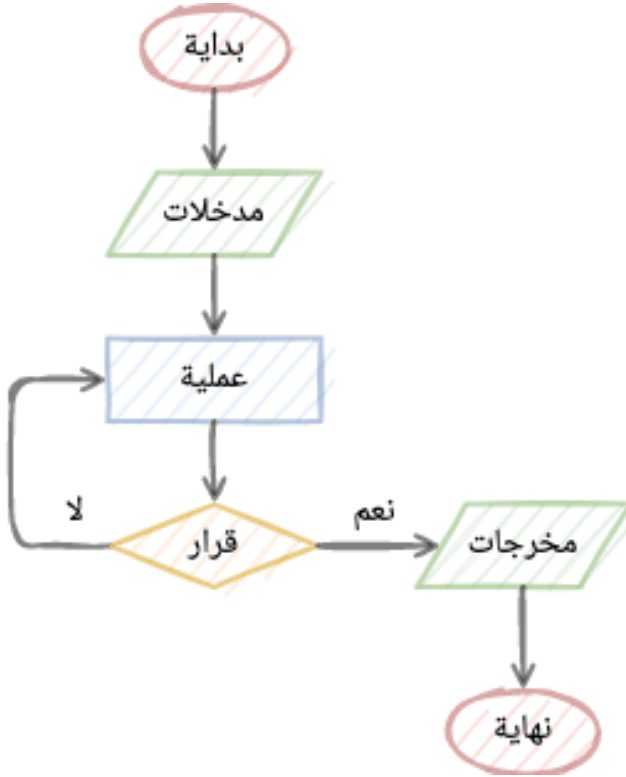 بداية
مدخلات
عملية
لا
نعم
قرار
مخرجات
نهاية